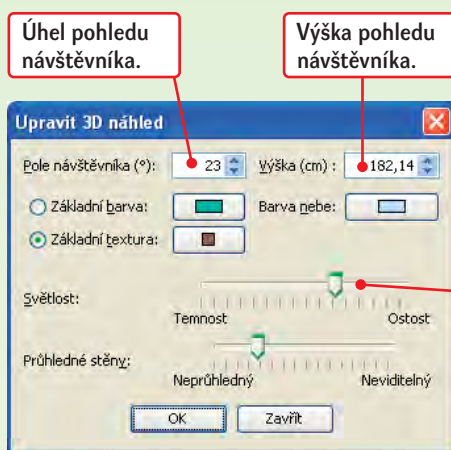 Úhel pohledu
návštěvníka.
Výška pohledu
návštěvníka.
Upravit 3D náhled
Pole návštěvníka (°): 23 Výška (cm) : 182,14
Základní barva: Barva nebe:
Základní textura:
Světlost:
Temnost Ostost
Průhledné stěny:
Neprůhledný Neviditelný
OK Zavřít